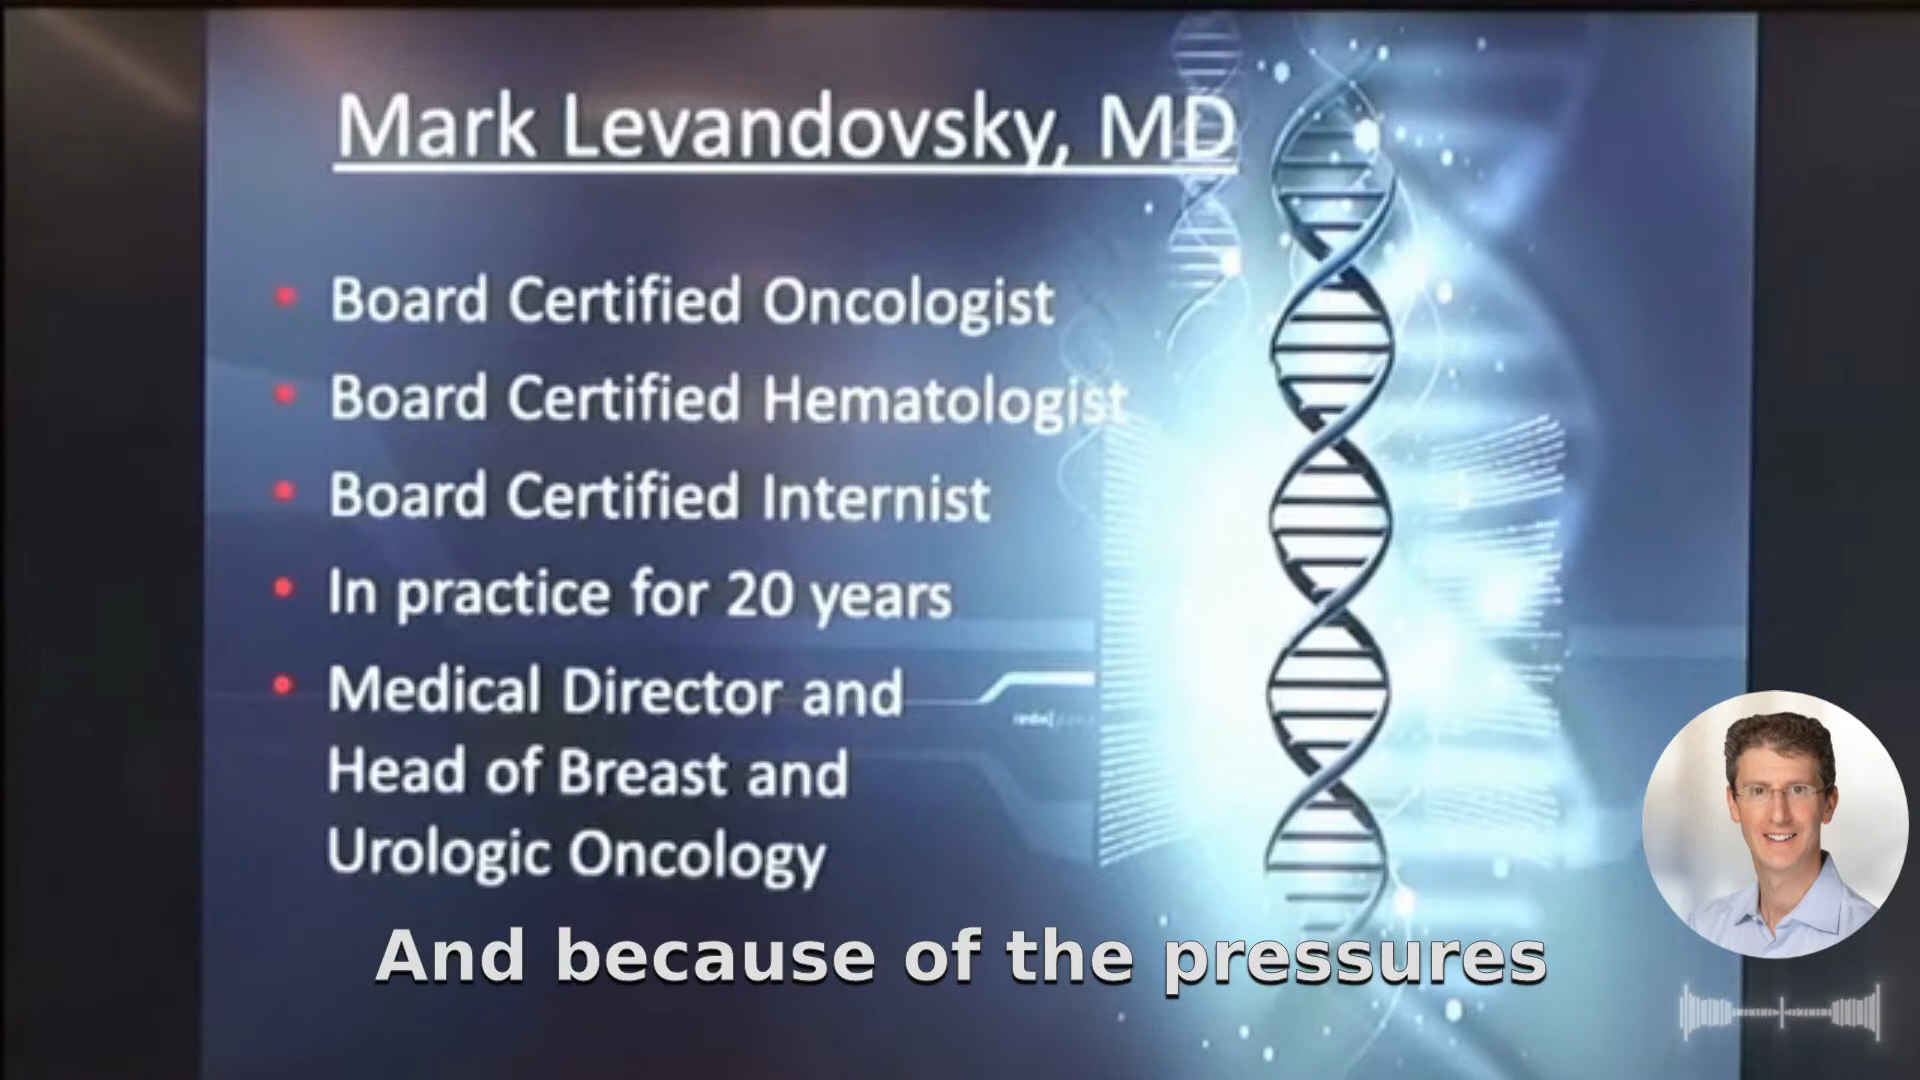 Mark Levandovsky, MD
Board Certified Oncologist
Board Certified Hematologist
Board Certified Internist
In practice for 20 years
Medical Director and
Head of Breast and
Urologic Oncology
And because of the pressures